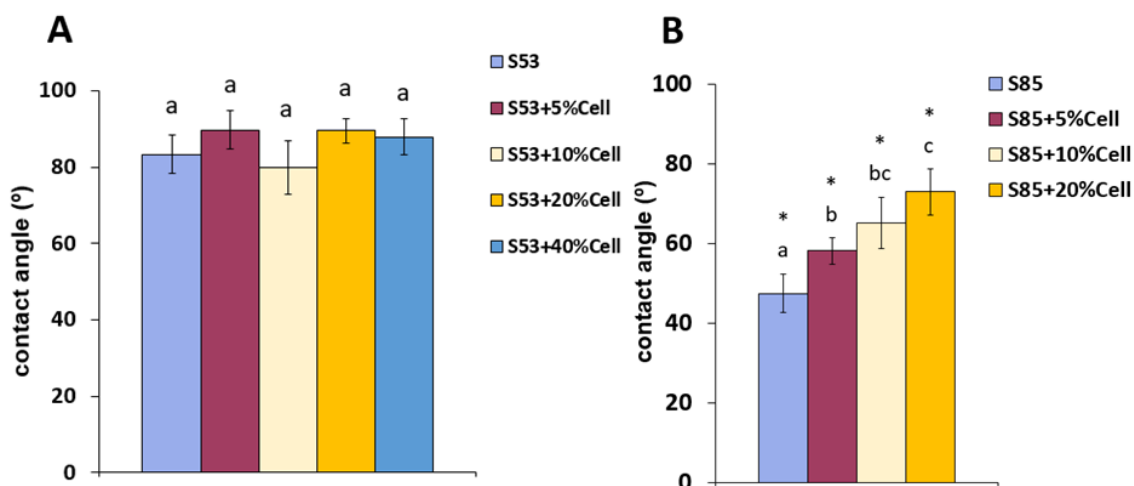 A
contact angle (º)
100
80
60
40
20
0
a
a
a
a
a
S53
S53+5%Cell
S53+10%Cell
S53+20%Cell
S53+40%Cell
B
contact angle (º)
100
80
60
40
20
0
*
a
*
b
*
bc
*
c
S85
S85+5%Cell
S85+10%Cell
S85+20%Cell